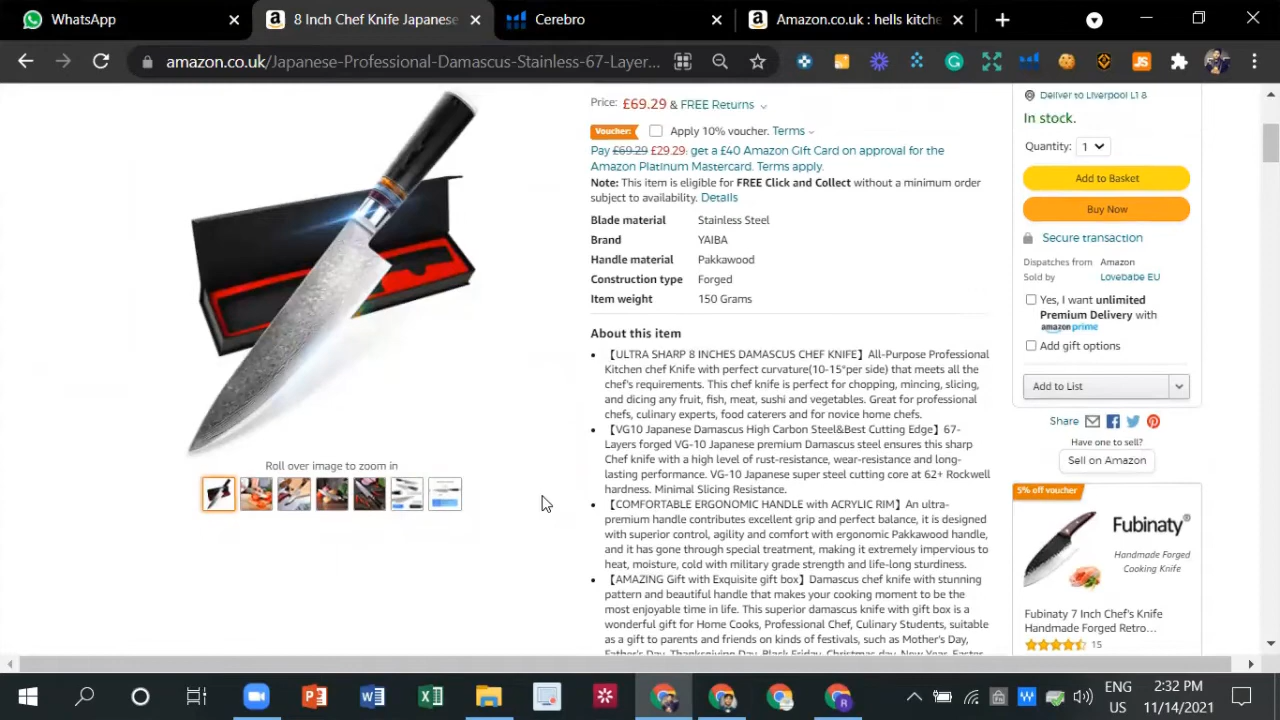 WhatsApp
8 Inch Chef Knife Japanese
Cerebro
Amazon.co.uk : hells kitche
amazon.co.uk/Japanese-Professional-Damascus-Stainless-67-Layer...
Price: £69.29 & FREE Returns
Voucher: Apply 10% voucher. Terms
Pay £69.29 £29.29: get a £40 Amazon Gift Card on approval for the
Amazon Platinum Mastercard. Terms apply.
Note: This item is eligible for FREE Click and Collect without a minimum order
subject to availability. Details
Blade material Stainless Steel
Brand YAIBA
Handle material Pakkawood
Construction type Forged
Item weight 150 Grams
About this item
【ULTRA SHARP 8 INCHES DAMASCUS CHEF KNIFE】All-Purpose Professional
Kitchen chef Knife with perfect curvature(10-15°per side) that meets all the
chef's requirements. This chef knife is perfect for chopping, mincing, slicing,
and dicing any fruit, fish, meat, sushi and vegetables. Great for professional
chefs, culinary experts, food caterers and for novice home chefs.
【VG10 Japanese Damascus High Carbon Steel&Best Cutting Edge】67-
Layers forged VG-10 Japanese premium Damascus steel ensures this sharp
Chef knife with a high level of rust-resistance, wear-resistance and long-
lasting performance. VG-10 Japanese super steel cutting core at 62+ Rockwell
hardness. Minimal Slicing Resistance.
【COMFORTABLE ERGONOMIC HANDLE with ACRYLIC RIM】An ultra-
premium handle contributes excellent grip and perfect balance, it is designed
with superior control, agility and comfort with ergonomic Pakkawood handle,
and it has gone through special treatment, making it extremely impervious to
heat, moisture, cold with military grade strength and life-long sturdiness.
【AMAZING Gift with Exquisite gift box】Damascus chef knife with stunning
pattern and beautiful handle that makes your cooking moment to be the
most enjoyable time in life. This superior damascus knife with gift box is a
wonderful gift for Home Cooks, Professional Chef, Culinary Students, suitable
as a gift to parents and friends on kinds of festivals, such as Mother's Day,
Father's Day, Thanksgiving Day, Black Friday, Christmas day, New Year, Easter
Roll over image to zoom in
Deliver to Liverpool L1 8
In stock.
Quantity: 1
Add to Basket
Buy Now
Secure transaction
Dispatches from Amazon
Sold by Lovebabe EU
Yes, I want unlimited
Premium Delivery with
amazon prime
Add gift options
Add to List
Share
Have one to sell?
Sell on Amazon
5% off voucher
Fubinaty®
Handmade Forged
Cooking Knife
Fubinaty 7 Inch Chef's Knife
Handmade Forged Retro...
15
JS
ENG
US
2:32 PM
11/14/2021